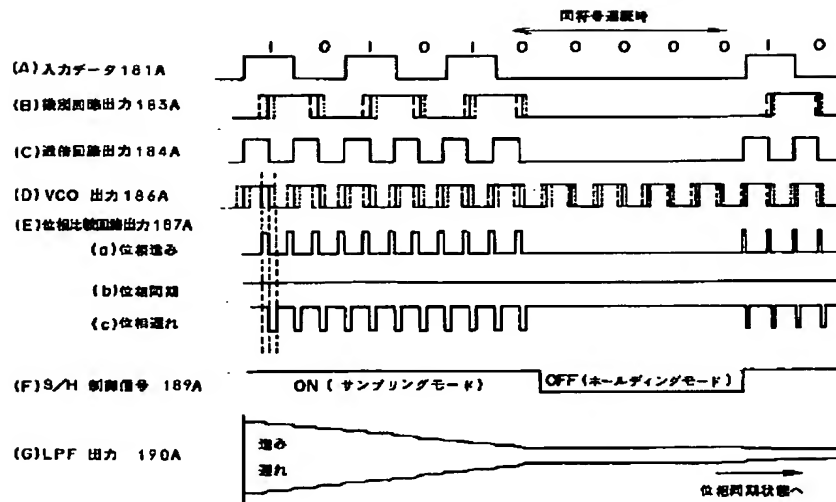 同符号連続時
1 0 1 0 1 0 0 0 0 0 1 0
(A)入力データ181A
(B)識別回路出力183A
(C)逓倍回路出力184A
(D)VCO 出力186A
(E)位相比較回路出力187A
(a)位相進み
(b)位相同期
(c)位相遅れ
(F)S/H 制御信号 189A
ON(サンプリングモード)
OFF(ホールディングモード)
(G)LPF 出力 190A
進み
遅れ
位相同期状態へ